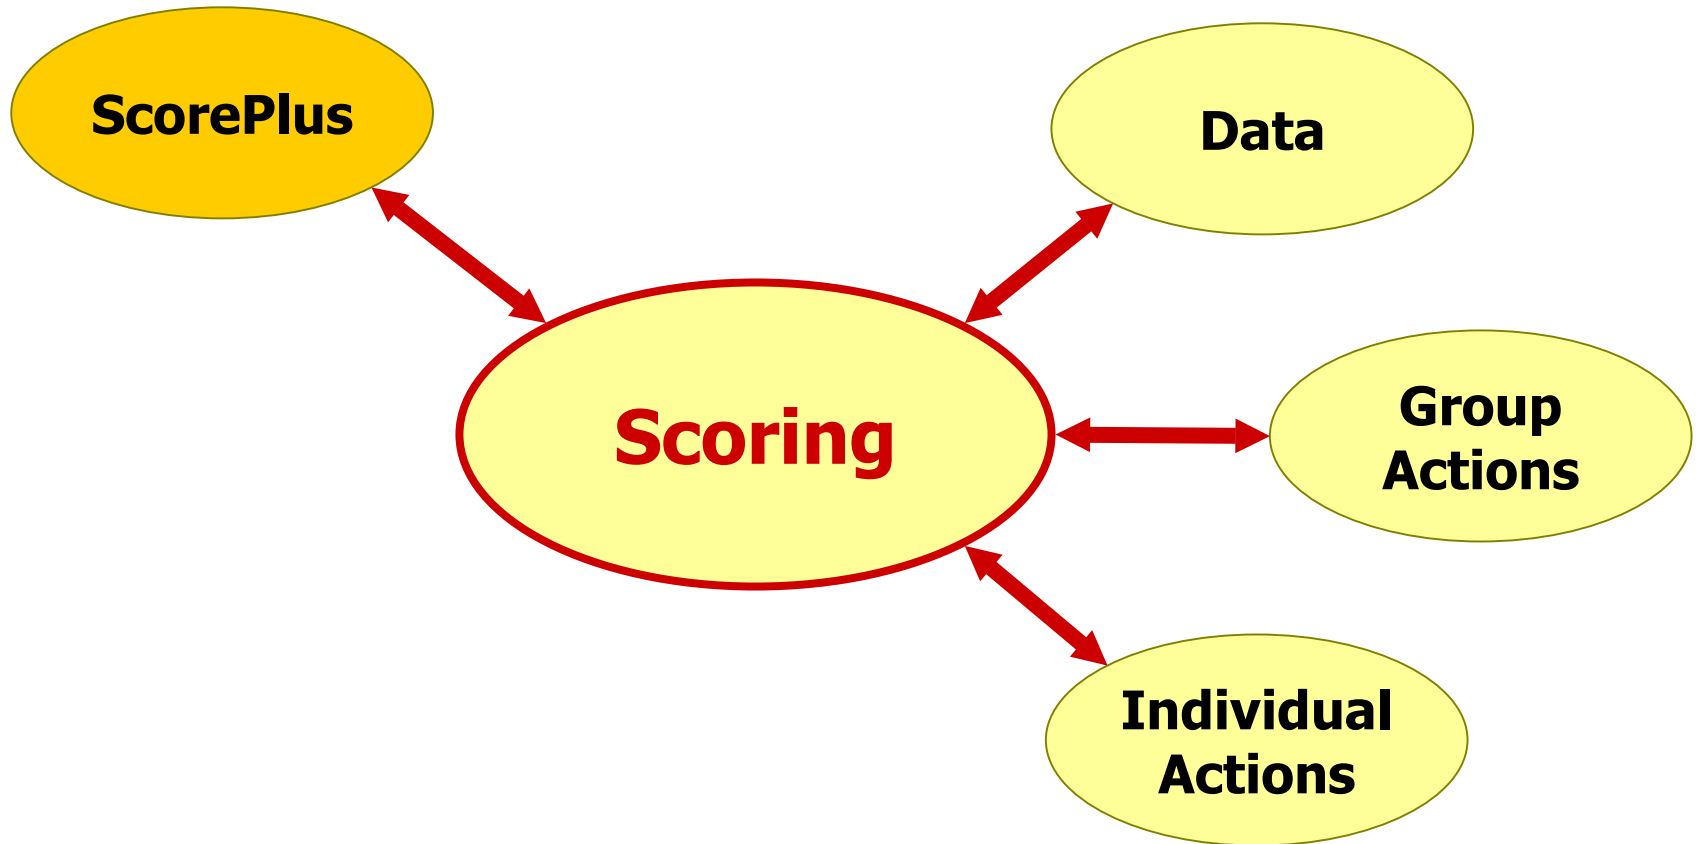 ScorePlus
Data
Scoring
Group
Actions
Individual
Actions